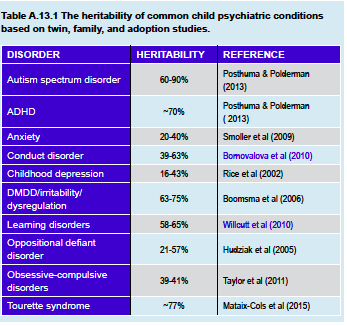 Table A.13.1 The heritability of common child psychiatric conditions
based on twin, family, and adoption studies.
DISORDER HERITABILITY REFERENCE
Autism spectrum disorder 60-90% Posthuma & Polderman
(2013)
ADHD ~70% Posthuma & Polderman
( 2013)
Anxiety 20-40% Smoller et al (2009)
Conduct disorder 39-63% Bornovalova et al (2010)
Childhood depression 16-43% Rice et al (2002)
DMDD/irritability/
dysregulation 63-75% Boomsma et al (2006)
Learning disorders 58-65% Willcutt et al (2010)
Oppositional defiant
disorder 21-57% Hudziak et al (2005)
Obsessive-compulsive
disorders 39-41% Taylor et al (2011)
Tourette syndrome ~77% Mataix-Cols et al (2015)